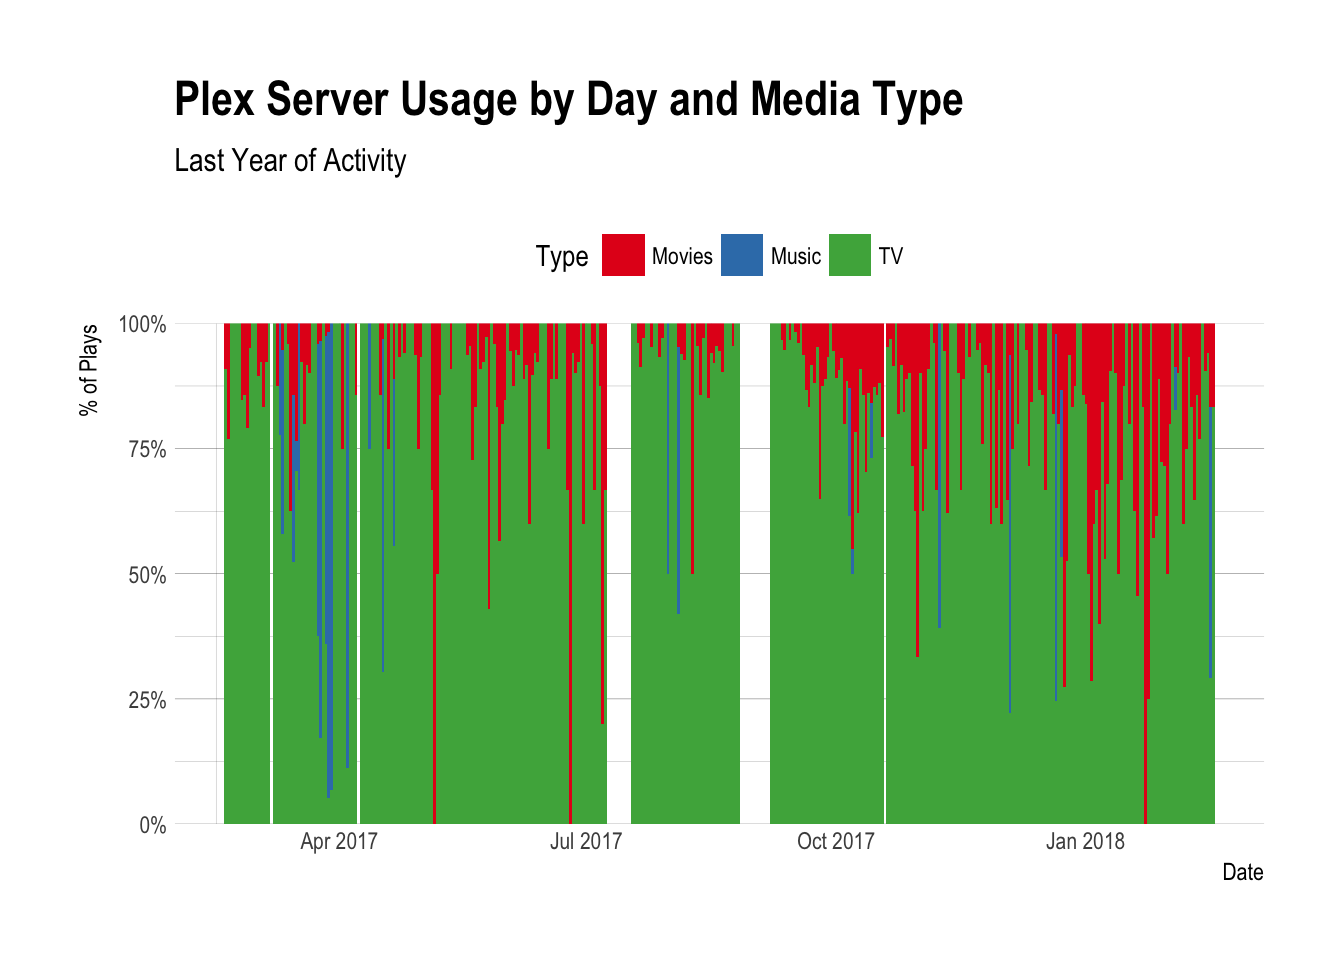 Plex Server Usage by Day and Media Type
Last Year of Activity
Type Movies Music TV
% of Plays
100%
75%
50%
25%
0%
Apr 2017 Jul 2017 Oct 2017 Jan 2018
Date